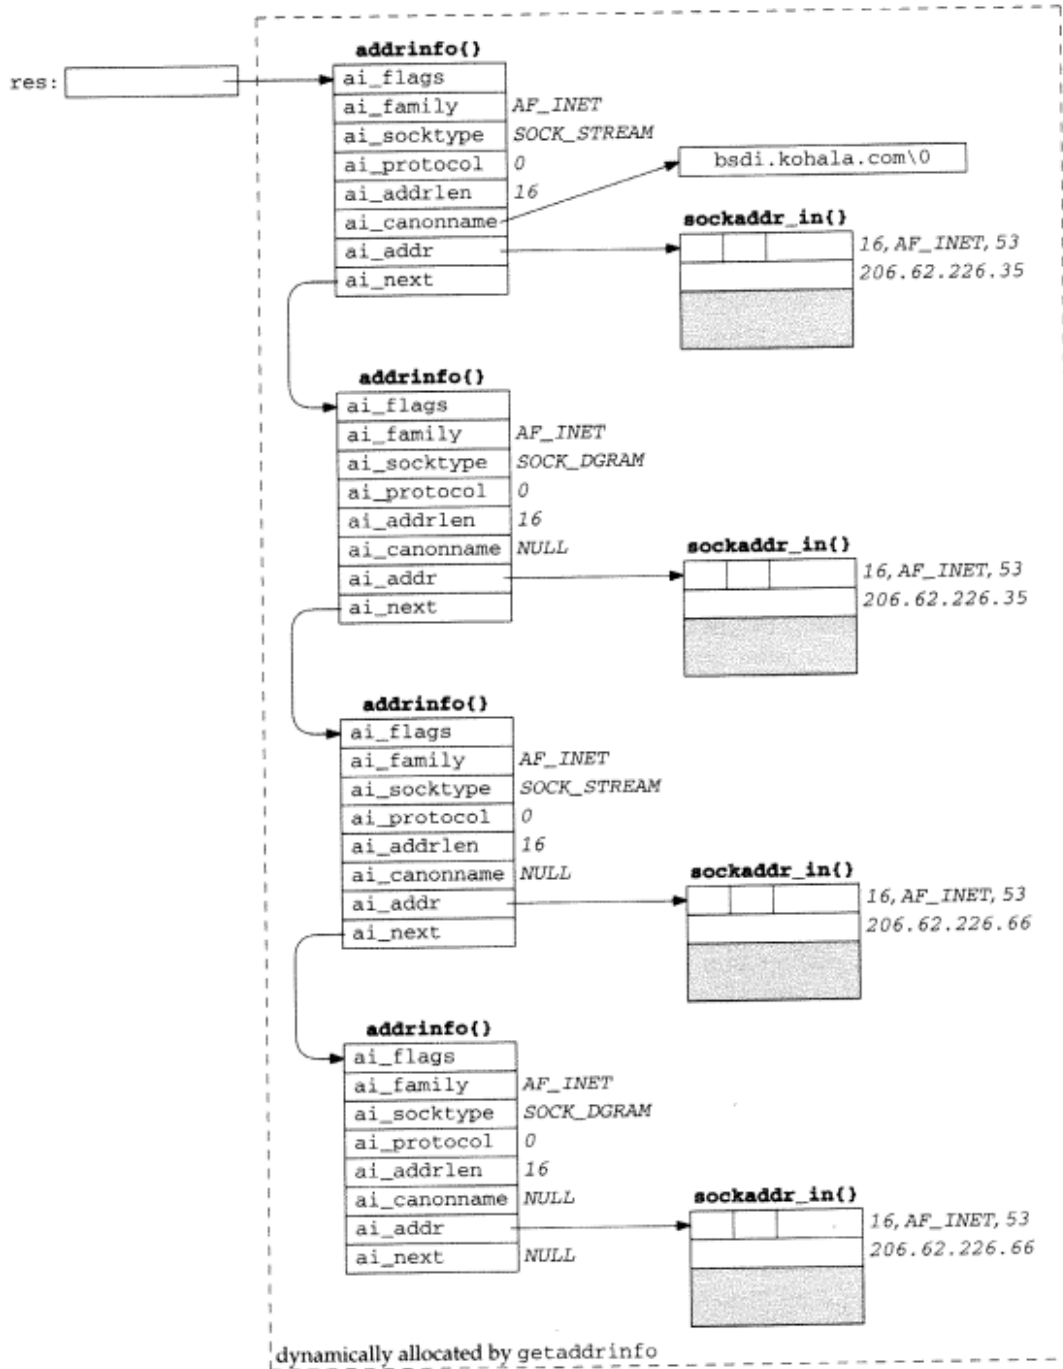 addrinfo{}
res:
ai_flags
ai_family AF_INET
ai_socktype SOCK_STREAM
ai_protocol 0
ai_addrlen 16
ai_canonname
bsdi.kohala.com\0
ai_addr
ai_next
sockaddr_in{}
16, AF_INET, 53
206.62.226.35
addrinfo{}
ai_flags
ai_family AF_INET
ai_socktype SOCK_DGRAM
ai_protocol 0
ai_addrlen 16
ai_canonname NULL
ai_addr
ai_next
sockaddr_in{}
16, AF_INET, 53
206.62.226.35
addrinfo{}
ai_flags
ai_family AF_INET
ai_socktype SOCK_STREAM
ai_protocol 0
ai_addrlen 16
ai_canonname NULL
ai_addr
ai_next
sockaddr_in{}
16, AF_INET, 53
206.62.226.66
addrinfo{}
ai_flags
ai_family AF_INET
ai_socktype SOCK_DGRAM
ai_protocol 0
ai_addrlen 16
ai_canonname NULL
ai_addr
ai_next NULL
sockaddr_in{}
16, AF_INET, 53
206.62.226.66
dynamically allocated by getaddrinfo